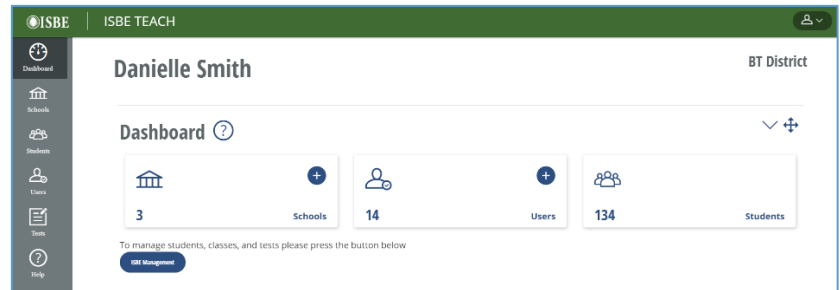 ISBE
ISBE TEACH
Dashboard
Schools
Students
Users
Tests
Help
Danielle Smith
BT District
Dashboard ?
3 Schools
14 Users
134 Students
To manage students, classes, and tests please press the button below
ISBE Management